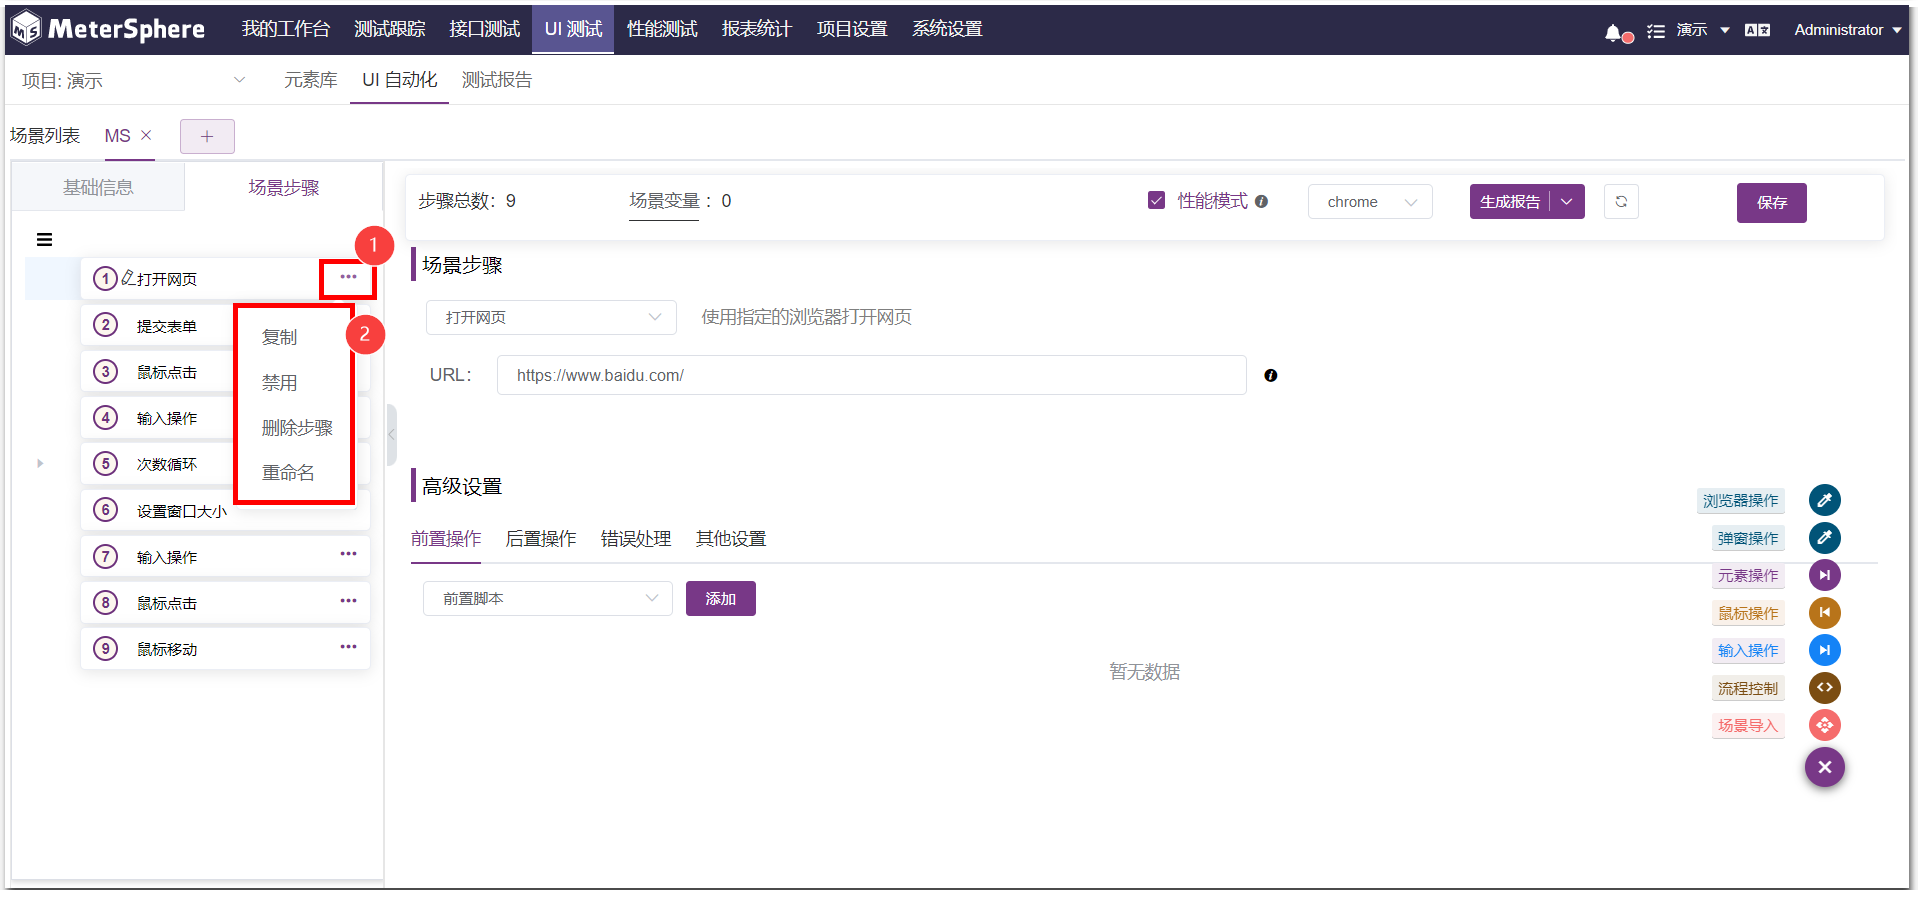 MeterSphere 我的工作台 测试跟踪 接口测试 UI 测试 性能测试 报表统计 项目设置 系统设置 演示 Administrator
项目: 演示 元素库 UI 自动化 测试报告
场景列表 MS × +
基础信息 场景步骤
步骤总数: 9 场景变量 : 0 性能模式 chrome 生成报告 保存
1
场景步骤
1 打开网页 •••
2 提交表单
3 鼠标点击
4 输入操作
5 次数循环
6 设置窗口大小
7 输入操作 •••
8 鼠标点击 •••
9 鼠标移动 •••
2
复制
禁用
删除步骤
重命名
打开网页 使用指定的浏览器打开网页
URL: https://www.baidu.com/
高级设置
前置操作 后置操作 错误处理 其他设置
前置脚本 添加
暂无数据
浏览器操作
弹窗操作
元素操作
鼠标操作
输入操作
流程控制
场景导入